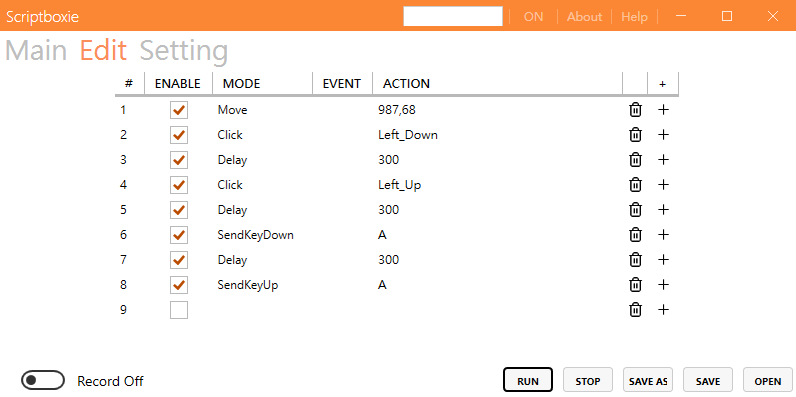 Scriptboxie ON About Help
Main Edit Setting
# ENABLE MODE EVENT ACTION +
1 Move 987,68 +
2 Click Left_Down +
3 Delay 300 +
4 Click Left_Up +
5 Delay 300 +
6 SendKeyDown A +
7 Delay 300 +
8 SendKeyUp A +
9 +
Record Off RUN STOP SAVE AS SAVE OPEN